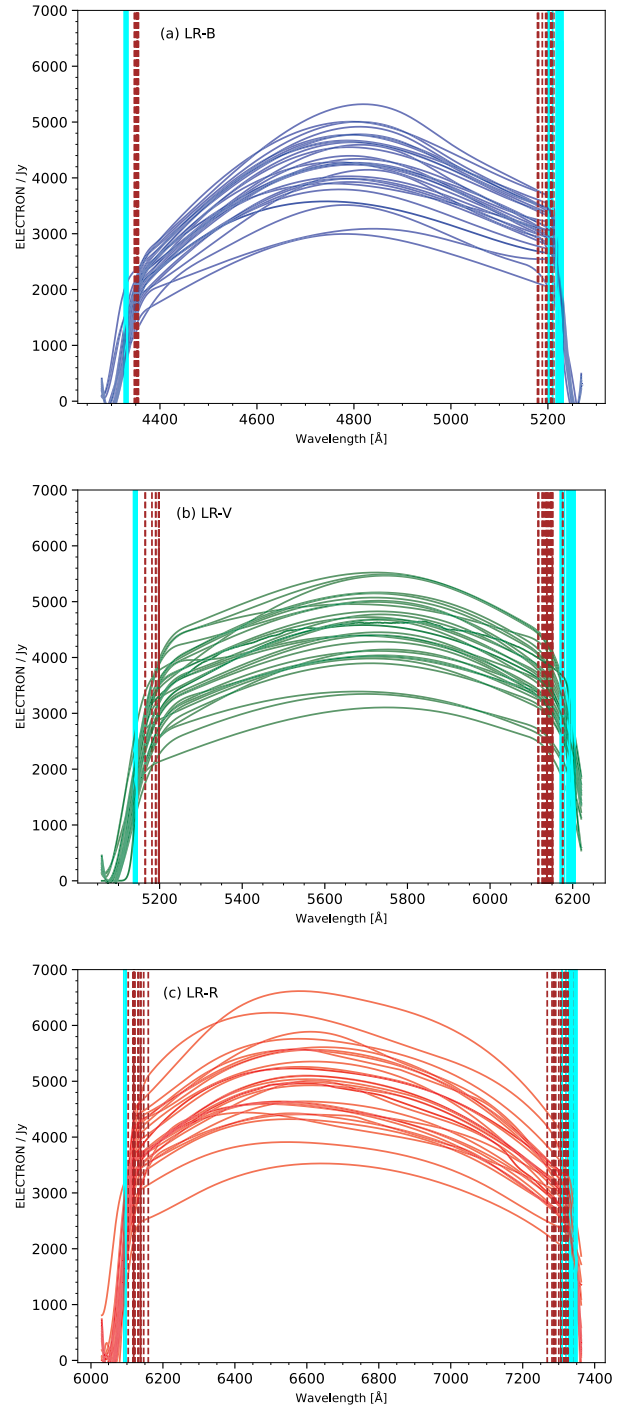 7000
(a) LR-B
6000
5000
4000
3000
2000
1000
0
ELECTRON / Jy
4400 4600 4800 5000 5200
Wavelength [Å]
7000
(b) LR-V
6000
5000
4000
3000
2000
1000
0
ELECTRON / Jy
5200 5400 5600 5800 6000 6200
Wavelength [Å]
7000
(c) LR-R
6000
5000
4000
3000
2000
1000
0
ELECTRON / Jy
6000 6200 6400 6600 6800 7000 7200 7400
Wavelength [Å]